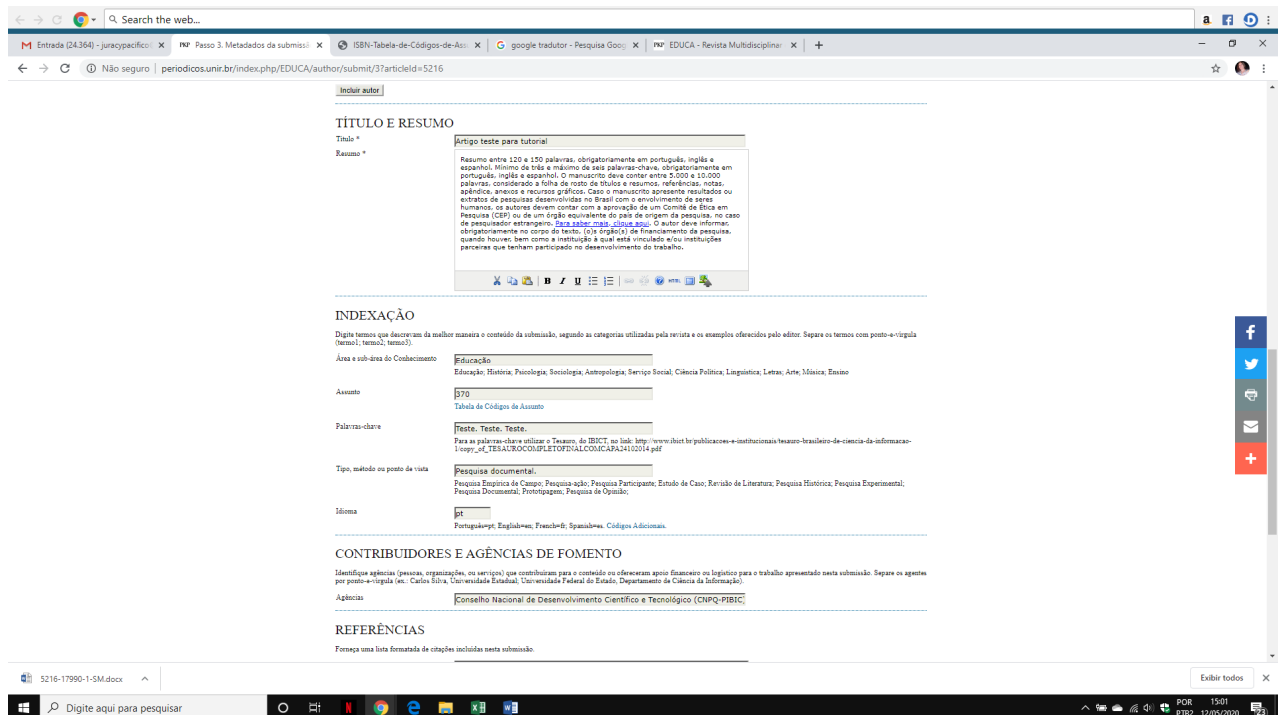 Search the web...
Entrada (24.364) - juracypacifico
Passo 3. Metadados da submiss
ISBN-Tabela-de-Códigos-de-Ass
google tradutor - Pesquisa Goog
EDUCA - Revista Multidisciplinar
Não seguro | periodicos.unir.br/index.php/EDUCA/author/submit/3?articleId=5216
Incluir autor
TÍTULO E RESUMO
Título *
Artigo teste para tutorial
Resumo *
Resumo entre 120 e 150 palavras, obrigatoriamente em português, inglês e
espanhol. Mínimo de três e máximo de seis palavras-chave, obrigatoriamente em
português, inglês e espanhol. O manuscrito deve conter entre 5.000 e 10.000
palavras, considerado a folha de rosto de títulos e resumos, referências, notas,
apêndice, anexos e recursos gráficos. Caso o manuscrito apresente resultados ou
extratos de pesquisas desenvolvidas no Brasil com o envolvimento de seres
humanos, os autores devem contar com a aprovação de um Comitê de Ética em
Pesquisa (CEP) ou de um órgão equivalente do país de origem da pesquisa, no caso
de pesquisador estrangeiro. Para saber mais, clique aqui. O autor deve informar,
obrigatoriamente no corpo do texto, (o)s órgão(s) de financiamento da pesquisa,
quando houver, bem como a instituição à qual está vinculado e/ou instituições
parceiras que tenham participado no desenvolvimento do trabalho.
B I U HTML
INDEXAÇÃO
Digite termos que descrevam da melhor maneira o conteúdo da submissão, segundo as categorias utilizadas pela revista e os exemplos oferecidos pelo editor. Separe os termos com ponto-e-vírgula
(termo1; termo2; termo3).
Área e sub-área do Conhecimento
Educação
Educação; História; Psicologia; Sociologia; Antropologia; Serviço Social; Ciência Política; Linguística; Letras; Arte; Música; Ensino
Assunto
370
Tabela de Códigos de Assunto
Palavras-chave
Teste. Teste. Teste.
Para as palavras-chave utilizar o Tesauro, do IBICT, no link: http://www.ibict.br/publicacoes-e-institucionais/tesauro-brasileiro-de-ciencia-da-informacao-
1/copy_of_TESAUROCOMPLETOFINALCOMCAPA24102014.pdf
Tipo, método ou ponto de vista
Pesquisa documental.
Pesquisa Empírica de Campo; Pesquisa-ação; Pesquisa Participante; Estudo de Caso; Revisão de Literatura; Pesquisa Histórica; Pesquisa Experimental;
Pesquisa Documental; Prototipagem; Pesquisa de Opinião;
Idioma
pt
Português=pt; English=en; French=fr; Spanish=es. Códigos Adicionais.
CONTRIBUIDORES E AGÊNCIAS DE FOMENTO
Identifique agências (pessoas, organizações, ou serviços) que contribuíram para o conteúdo ou ofereceram apoio financeiro ou logístico para o trabalho apresentado nesta submissão. Separe os agentes
por ponto-e-vírgula (ex.: Carlos Silva, Universidade Estadual; Universidade Federal do Estado, Departamento de Ciência da Informação).
Agências
Conselho Nacional de Desenvolvimento Científico e Tecnológico (CNPQ-PIBIC)
REFERÊNCIAS
Forneça uma lista formatada de citações incluídas nesta submissão.
5216-17990-1-SM.docx
Exibir todos
Digite aqui para pesquisar
POR
PTB2
15:01
12/05/2020